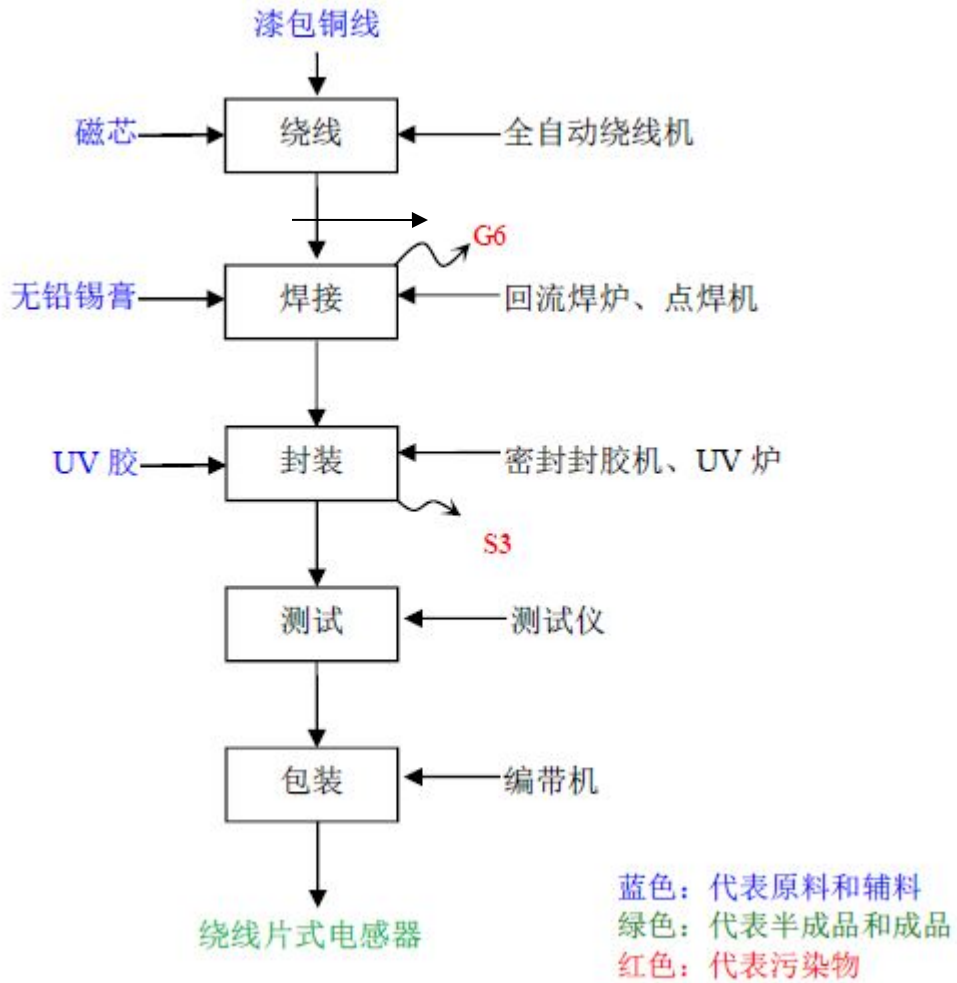 漆包铜线
磁芯 绕线 全自动绕线机
G6
无铅锡膏 焊接 回流焊炉、点焊机
UV 胶 封装 密封封胶机、UV 炉
S3
测试 测试仪
包装 编带机
蓝色：代表原料和辅料
绿色：代表半成品和成品
绕线片式电感器
红色：代表污染物